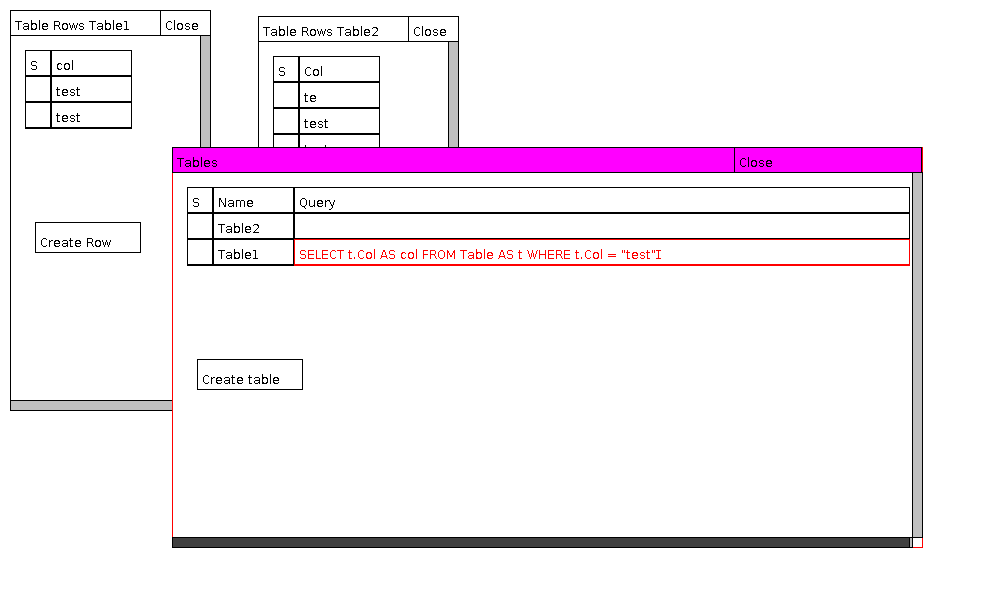 Table Rows Table1 Close
S col
test
test
Create Row
Table Rows Table2 Close
S Col
te
test
Tables Close
S Name Query
Table2
Table1 SELECT t.Col AS col FROM Table AS t WHERE t.Col = "test"
Create table